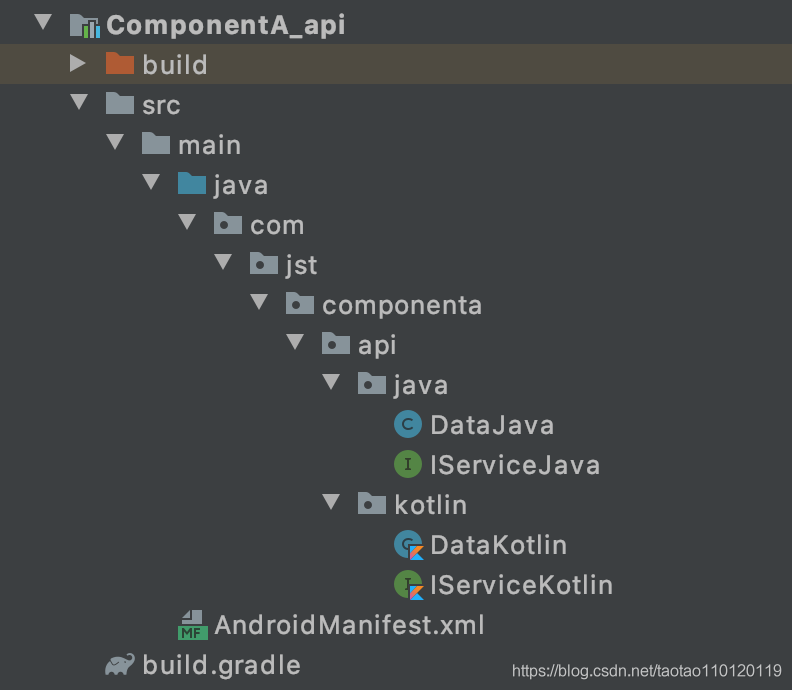 ComponentA_api
build
src
main
java
com
jst
componenta
api
java
C DataJava
I IServiceJava
kotlin
C DataKotlin
I IServiceKotlin
MF AndroidManifest.xml
build.gradle
https://blog.csdn.net/taotao110120119